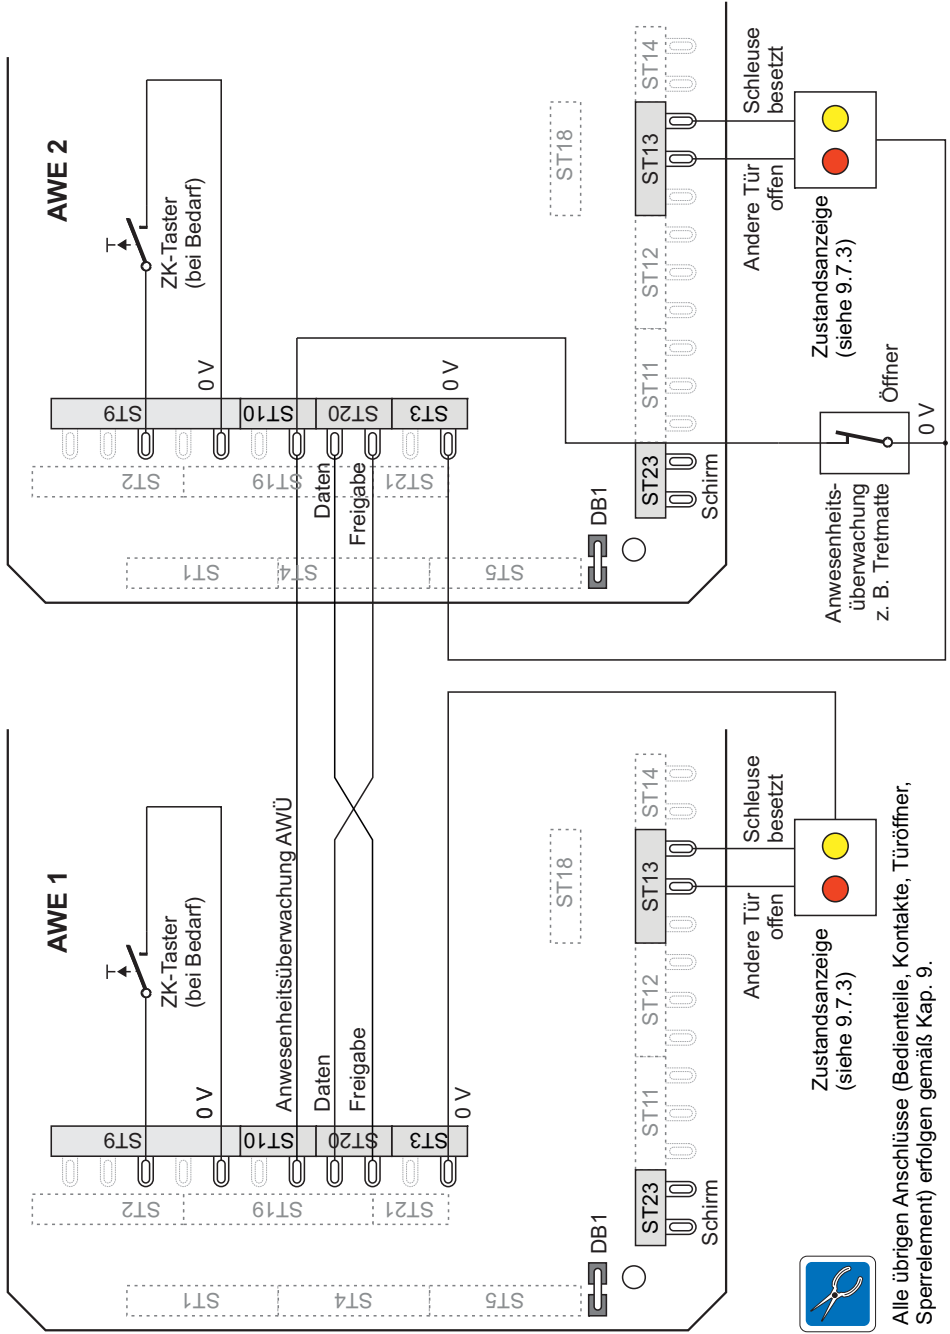 AWE 1
ZK-Taster
(bei Bedarf)
0 V
ST9
ST10
ST20
ST3
0 V
ST2
ST19
ST21
ST1
ST4
ST5
Anwesenheitsüberwachung AWÜ
Daten
Freigabe
DB1
ST18
ST23
ST11
ST12
ST13
ST14
Schirm
Andere Tür
offen
Schleuse
besetzt
Zustandsanzeige
(siehe 9.7.3)
AWE 2
ZK-Taster
(bei Bedarf)
0 V
ST9
ST10
ST20
ST3
0 V
ST2
ST19
ST21
ST1
ST4
ST5
Daten
Freigabe
DB1
ST18
ST23
ST11
ST12
ST13
ST14
Schirm
Andere Tür
offen
Schleuse
besetzt
Zustandsanzeige
(siehe 9.7.3)
Anwesenheits-
überwachung
z. B. Tretmatte
Öffner
0 V
Alle übrigen Anschlüsse (Bedienteile, Kontakte, Türöffner,
Sperrelement) erfolgen gemäß Kap. 9.